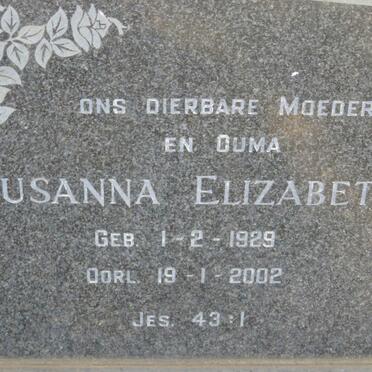 ONS DIERBARE MOEDER
EN OUMA
USANNA ELIZABET
GEB. 1-2-1929
OORL. 19-1-2002
JES. 43:1